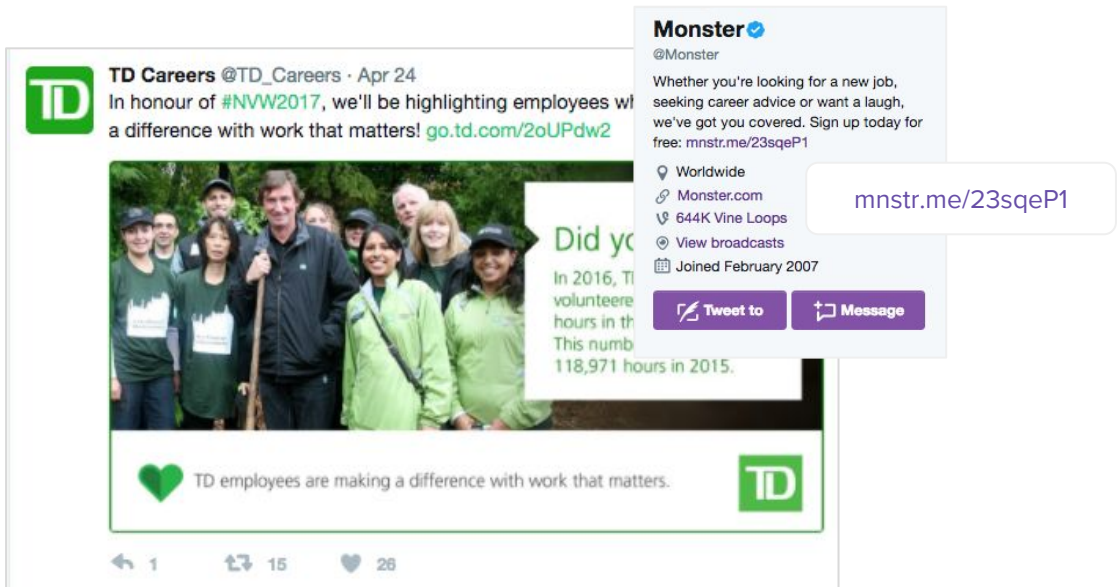 TD
TD Careers @TD_Careers · Apr 24
In honour of #NVW2017, we'll be highlighting employees
a difference with work that matters! go.td.com/2oUPdw2
Did
In 2016,
volunteere
hours in
This numb
118,971 hours in 2015.
TD employees are making a difference with work that matters.
TD
1 15 26
Monster
@Monster
Whether you're looking for a new job,
seeking career advice or want a laugh,
we've got you covered. Sign up today for
free: mnstr.me/23sqeP1
Worldwide
Monster.com
644K Vine Loops
View broadcasts
Joined February 2007
Tweet to
Message
mnstr.me/23sqeP1